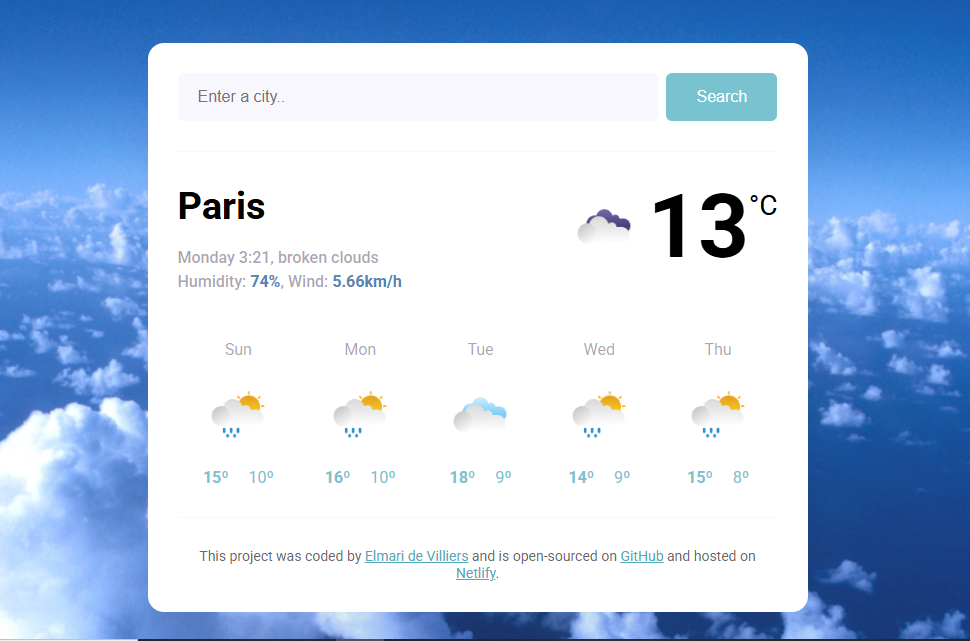 Enter a city..
Search
Paris
13 °C
Monday 3:21, broken clouds
Humidity: 74%, Wind: 5.66km/h
Sun Mon Tue Wed Thu
15º 10º 16º 10º 18º 9º 14º 9º 15º 8º
This project was coded by Elmari de Villiers and is open-sourced on GitHub and hosted on
Netlify.